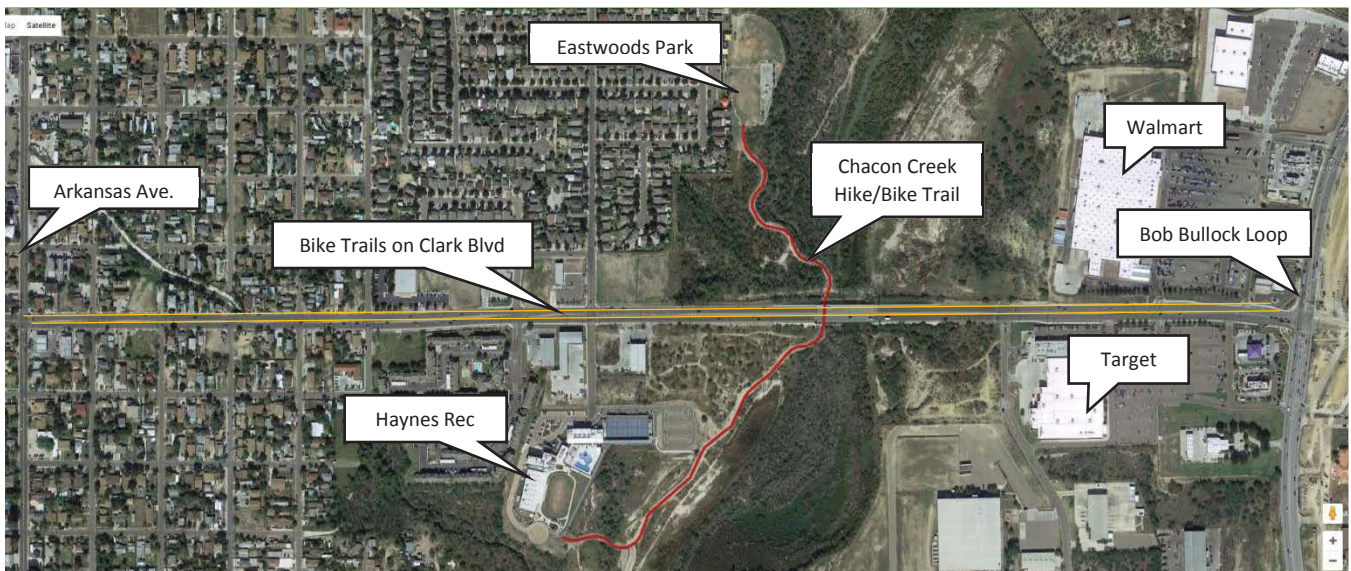 Satellite
Eastwoods Park
Walmart
Chacon Creek
Hike/Bike Trail
Arkansas Ave.
Bike Trails on Clark Blvd
Bob Bullock Loop
Target
Haynes Rec